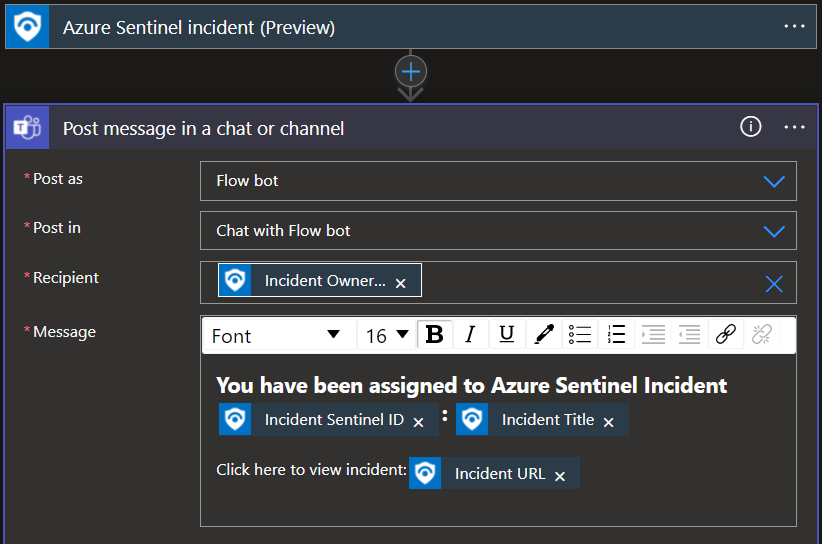 Azure Sentinel incident (Preview)
Post message in a chat or channel
* Post as
Flow bot
* Post in
Chat with Flow bot
* Recipient
Incident Owner... ×
* Message
Font 16 B I U
You have been assigned to Azure Sentinel Incident
Incident Sentinel ID × : Incident Title ×
Click here to view incident: Incident URL ×